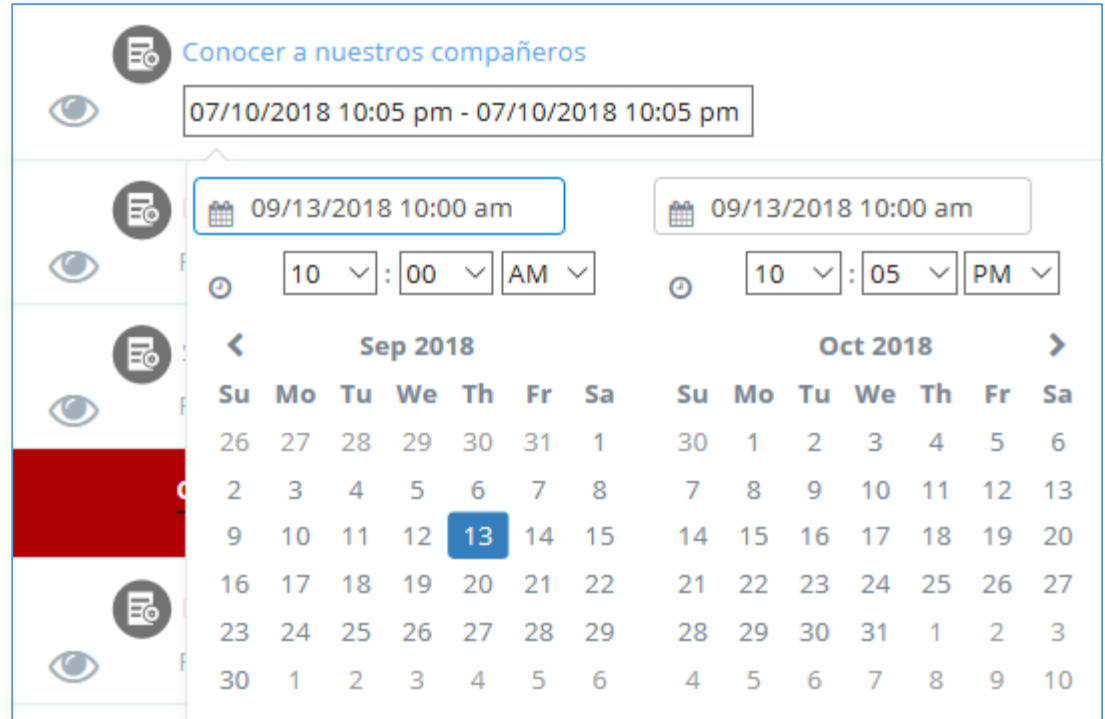 Conocer a nuestros compañeros
07/10/2018 10:05 pm - 07/10/2018 10:05 pm
09/13/2018 10:00 am 09/13/2018 10:00 am
10 : 00 AM 10 : 05 PM
Sep 2018 Oct 2018
Su Mo Tu We Th Fr Sa Su Mo Tu We Th Fr Sa
26 27 28 29 30 31 1 30 1 2 3 4 5 6
2 3 4 5 6 7 8 7 8 9 10 11 12 13
9 10 11 12 13 14 15 14 15 16 17 18 19 20
16 17 18 19 20 21 22 21 22 23 24 25 26 27
23 24 25 26 27 28 29 28 29 30 31 1 2 3
30 1 2 3 4 5 6 4 5 6 7 8 9 10